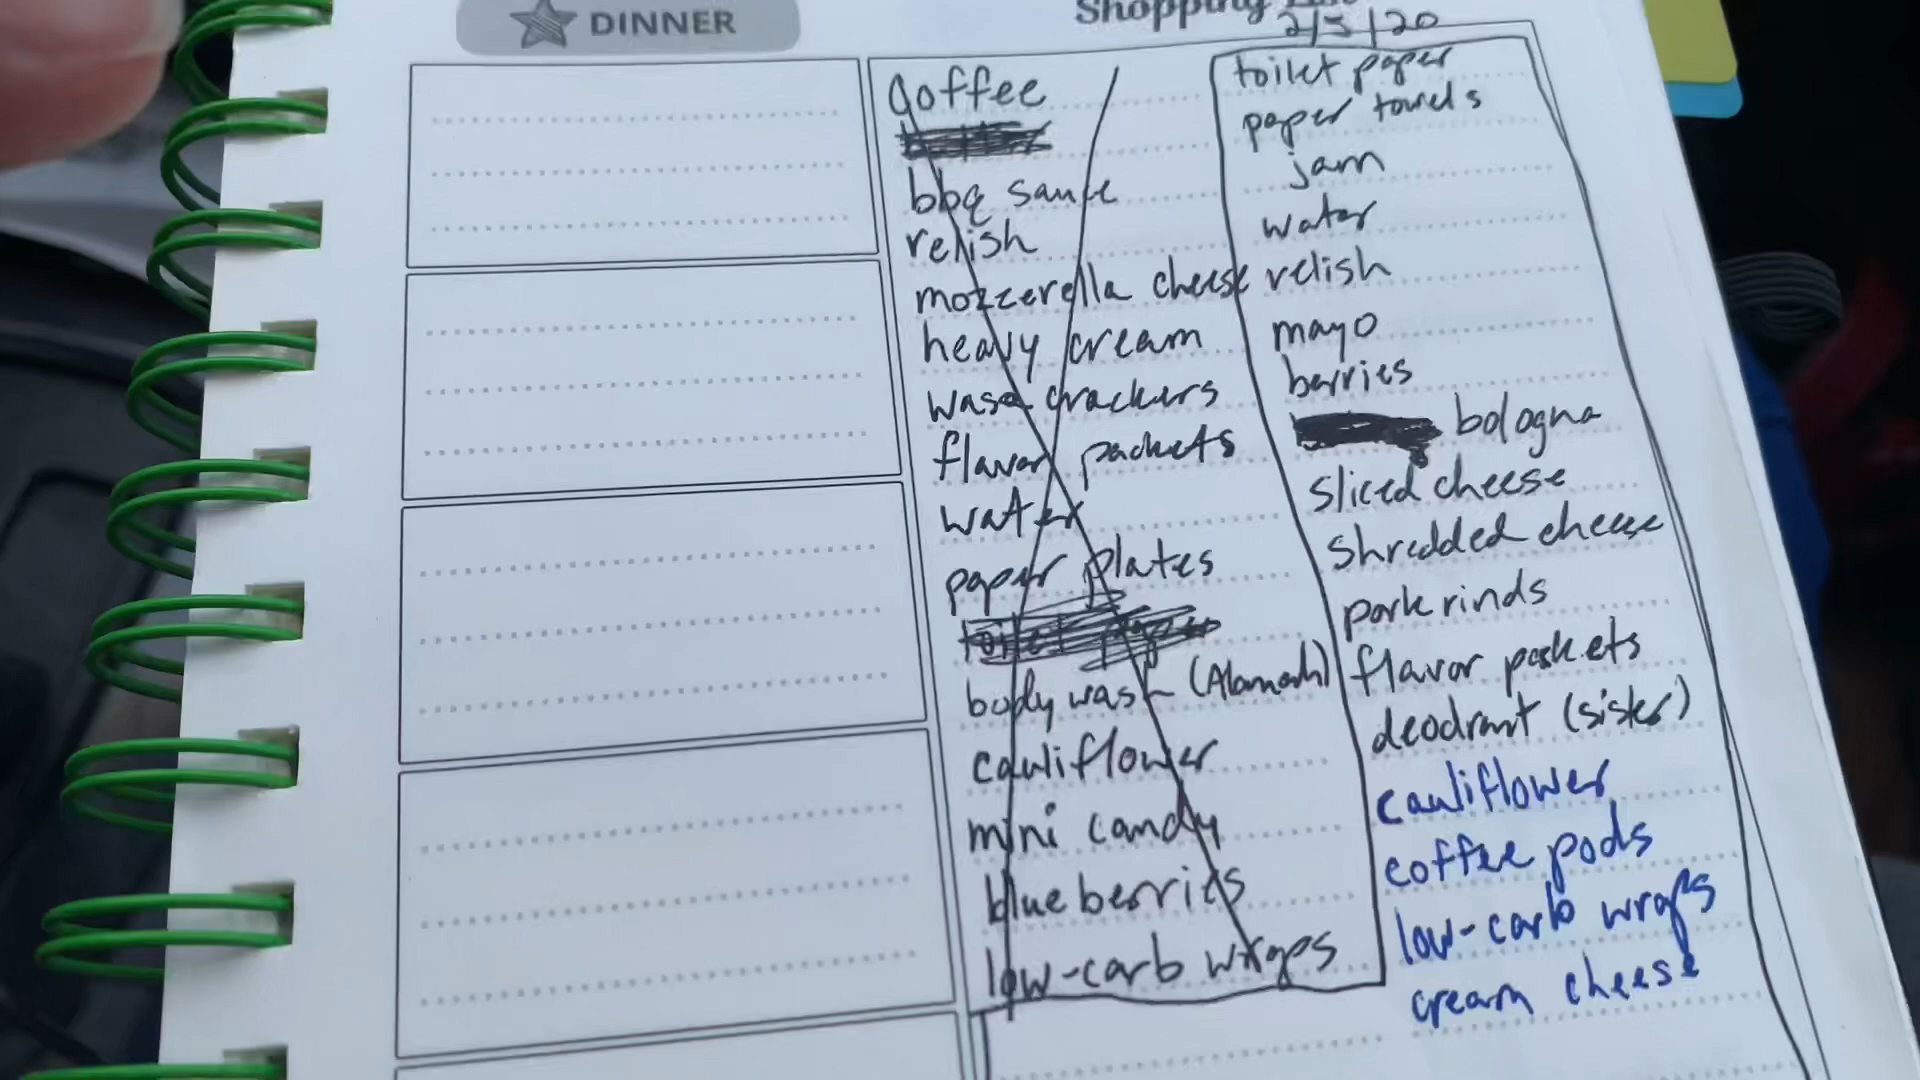 DINNER
Shopping
2/5/20
Coffee
bbq sauce
relish
mozzerella cheese
heavy cream
wasa crackers
flavor packets
water
paper plates
toilet paper
body wash
cauliflower
mini candy
blueberries
low-carb wraps
toilet paper
paper towels
jam
water
relish
mayo
berries
bologna
sliced cheese
shredded cheese
pork rinds
flavor packets
deodrant (sister)
cauliflower
coffee pods
low-carb wraps
cream cheese